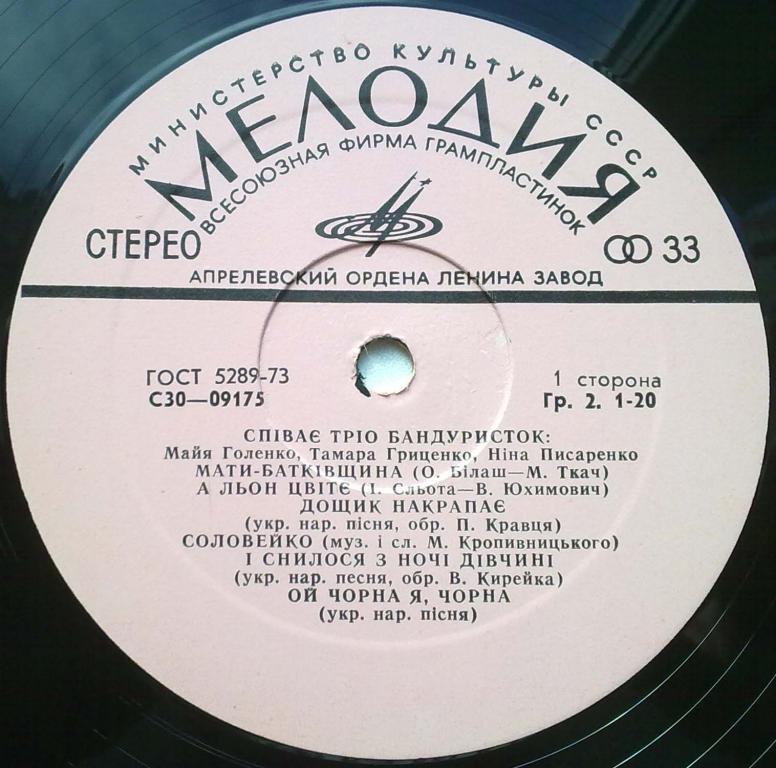 МИНИСТЕРСТВО КУЛЬТУРЫ СССР
МЕЛОДИЯ
ВСЕСОЮЗНАЯ ФИРМА ГРАМПЛАСТИНОК
СТЕРЕО
33
АПРЕЛЕВСКИЙ ОРДЕНА ЛЕНИНА ЗАВОД
ГОСТ 5289-73
1 сторона
С30—09175
Гр. 2. 1-20
СПІВАЄ ТРІО БАНДУРИСТОК:
Майя Голенко, Тамара Гриценко, Ніна Писаренко
МАТИ-БАТКІВЩИНА (О. Білаш—М. Ткач)
А ЛЬОН ЦВІТЄ (І. Сльота—В. Юхимович)
ДОЩИК НАКРАПАЄ
(укр. нар. пісня, обр. П. Кравця)
СОЛОВЕЙКО (муз. і сл. М. Кропивницького)
І СНИЛОСЯ З НОЧІ ДІВЧИНІ
(укр. нар. песня, обр. В. Кирейка)
ОЙ ЧОРНА Я, ЧОРНА
(укр. нар. пісня)